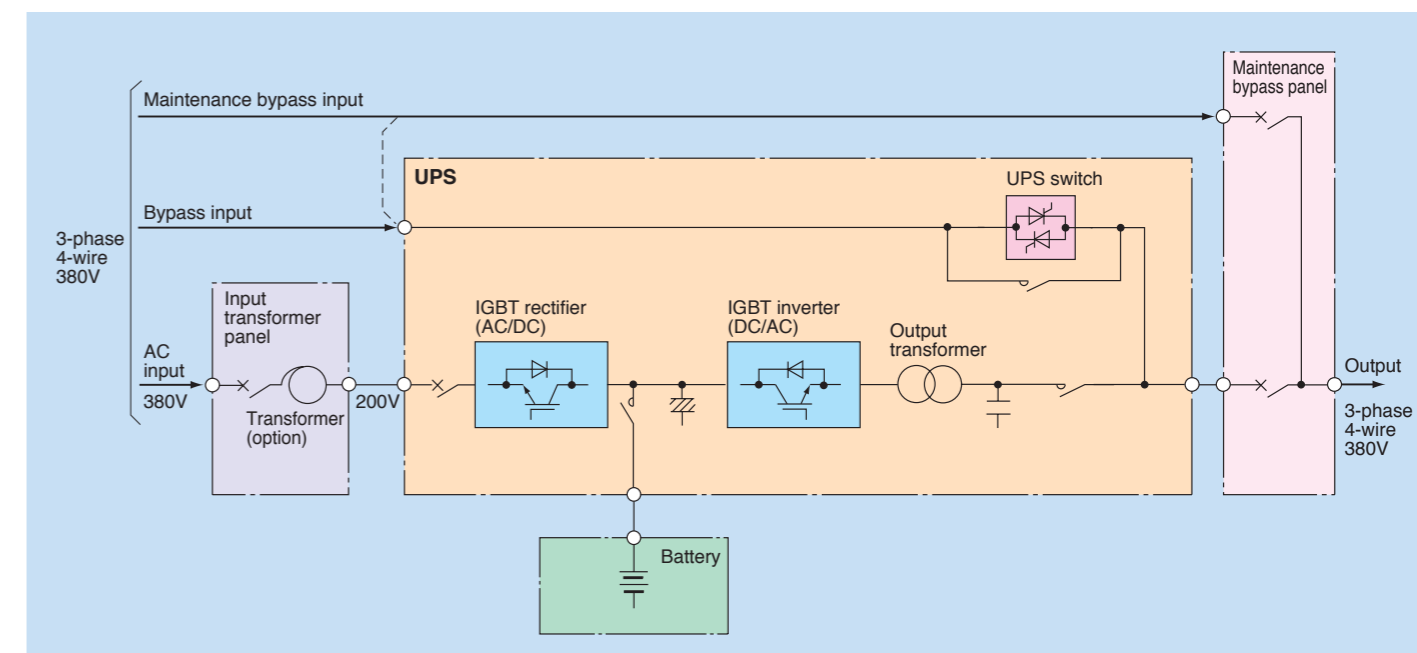 Maintenance bypass input
Maintenance
bypass panel
UPS
UPS switch
Bypass input
3-phase
4-wire
380V
Input
transformer
panel
IGBT rectifier
(AC/DC)
IGBT inverter
(DC/AC)
Output
transformer
AC
input
380V
200V
Transformer
(option)
Output
3-phase
4-wire
380V
Battery